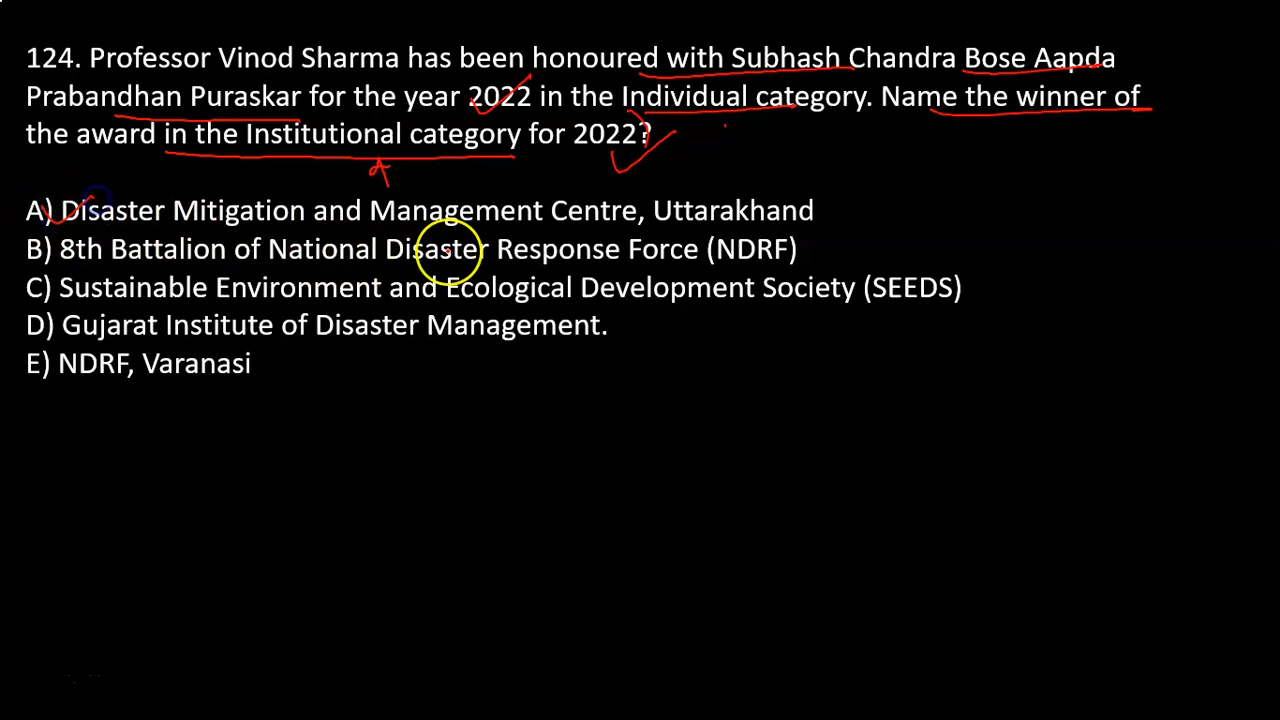 124. Professor Vinod Sharma has been honoured with Subhash Chandra Bose Aapda
Prabandhan Puraskar for the year 2022 in the Individual category. Name the winner of
the award in the Institutional category for 2022?
A) Disaster Mitigation and Management Centre, Uttarakhand
B) 8th Battalion of National Disaster Response Force (NDRF)
C) Sustainable Environment and Ecological Development Society (SEEDS)
D) Gujarat Institute of Disaster Management.
E) NDRF, Varanasi